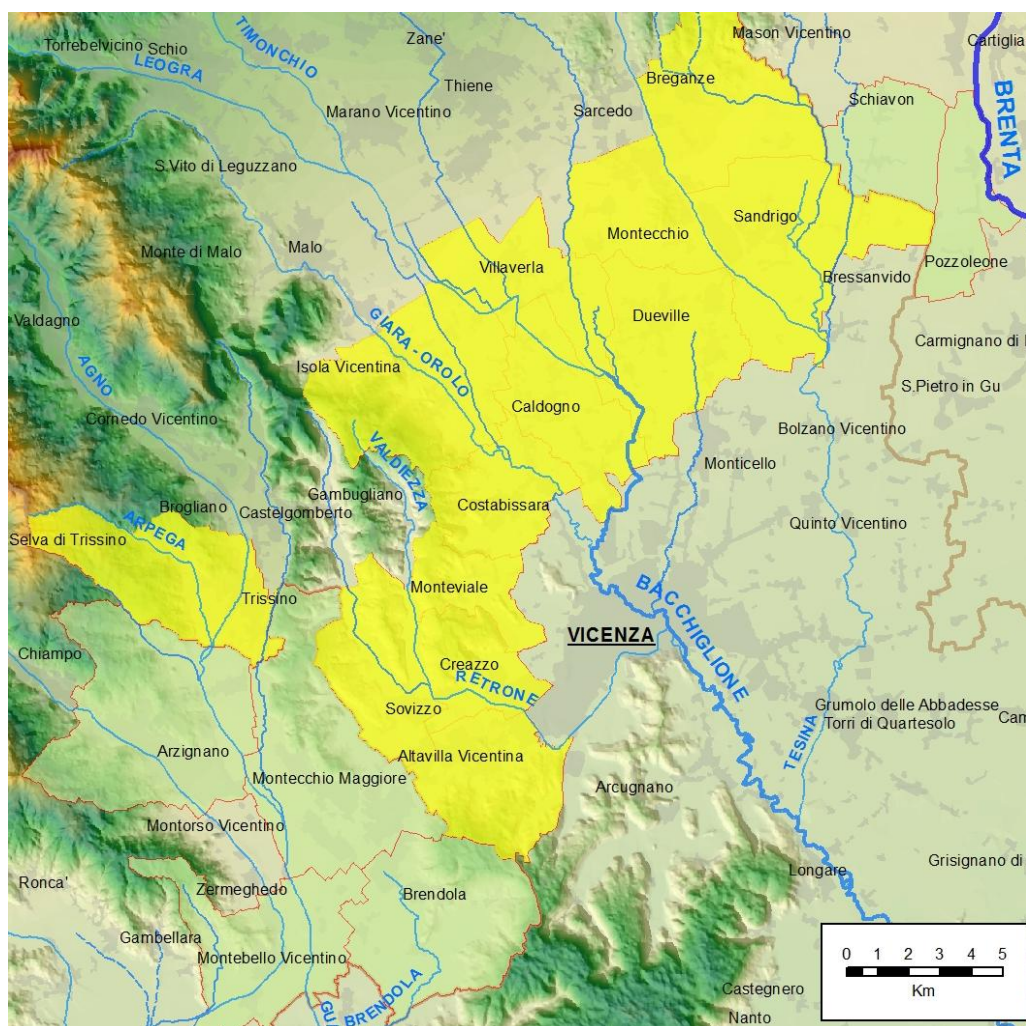 Torrebelvicino
Schio
LEOGRA
TIMONCHIO
Zane'
Thiene
Marano Vicentino
Sarcedo
Breganze
Mason Vicentino
Cartiglia
BRENTA
Schiavon
S.Vito di Leguzzano
Monte di Malo
Malo
Montecchio
Sandrigo
Villaverla
Bressanvido
Pozzoleone
Valdagno
GIARA - OROLO
Dueville
AGNO
Isola Vicentina
Carmignano di
S.Pietro in Gu
Cornedo Vicentino
Caldogno
Bolzano Vicentino
VALDIEZZA
Monticello
Gambugliano
Costabissara
Brogliano
Castelgomberto
ARPEGA
Selva di Trissino
Quinto Vicentino
Monteviale
Trissino
BACCHIGLIONE
VICENZA
Chiampo
Creazzo
RETRONE
Sovizzo
Grumolo delle Abbadesse
Torri di Quartesolo
Cam
TESINA
Arzignano
Altavilla Vicentina
Montecchio Maggiore
Arcugnano
Montorso Vicentino
Longare
Grisignano di
Ronca'
Zermeghedo
Brendola
Gambellara
Montebello Vicentino
GU
BRENDOLA
Castegnero
Nanto
0 1 2 3 4 5
Km